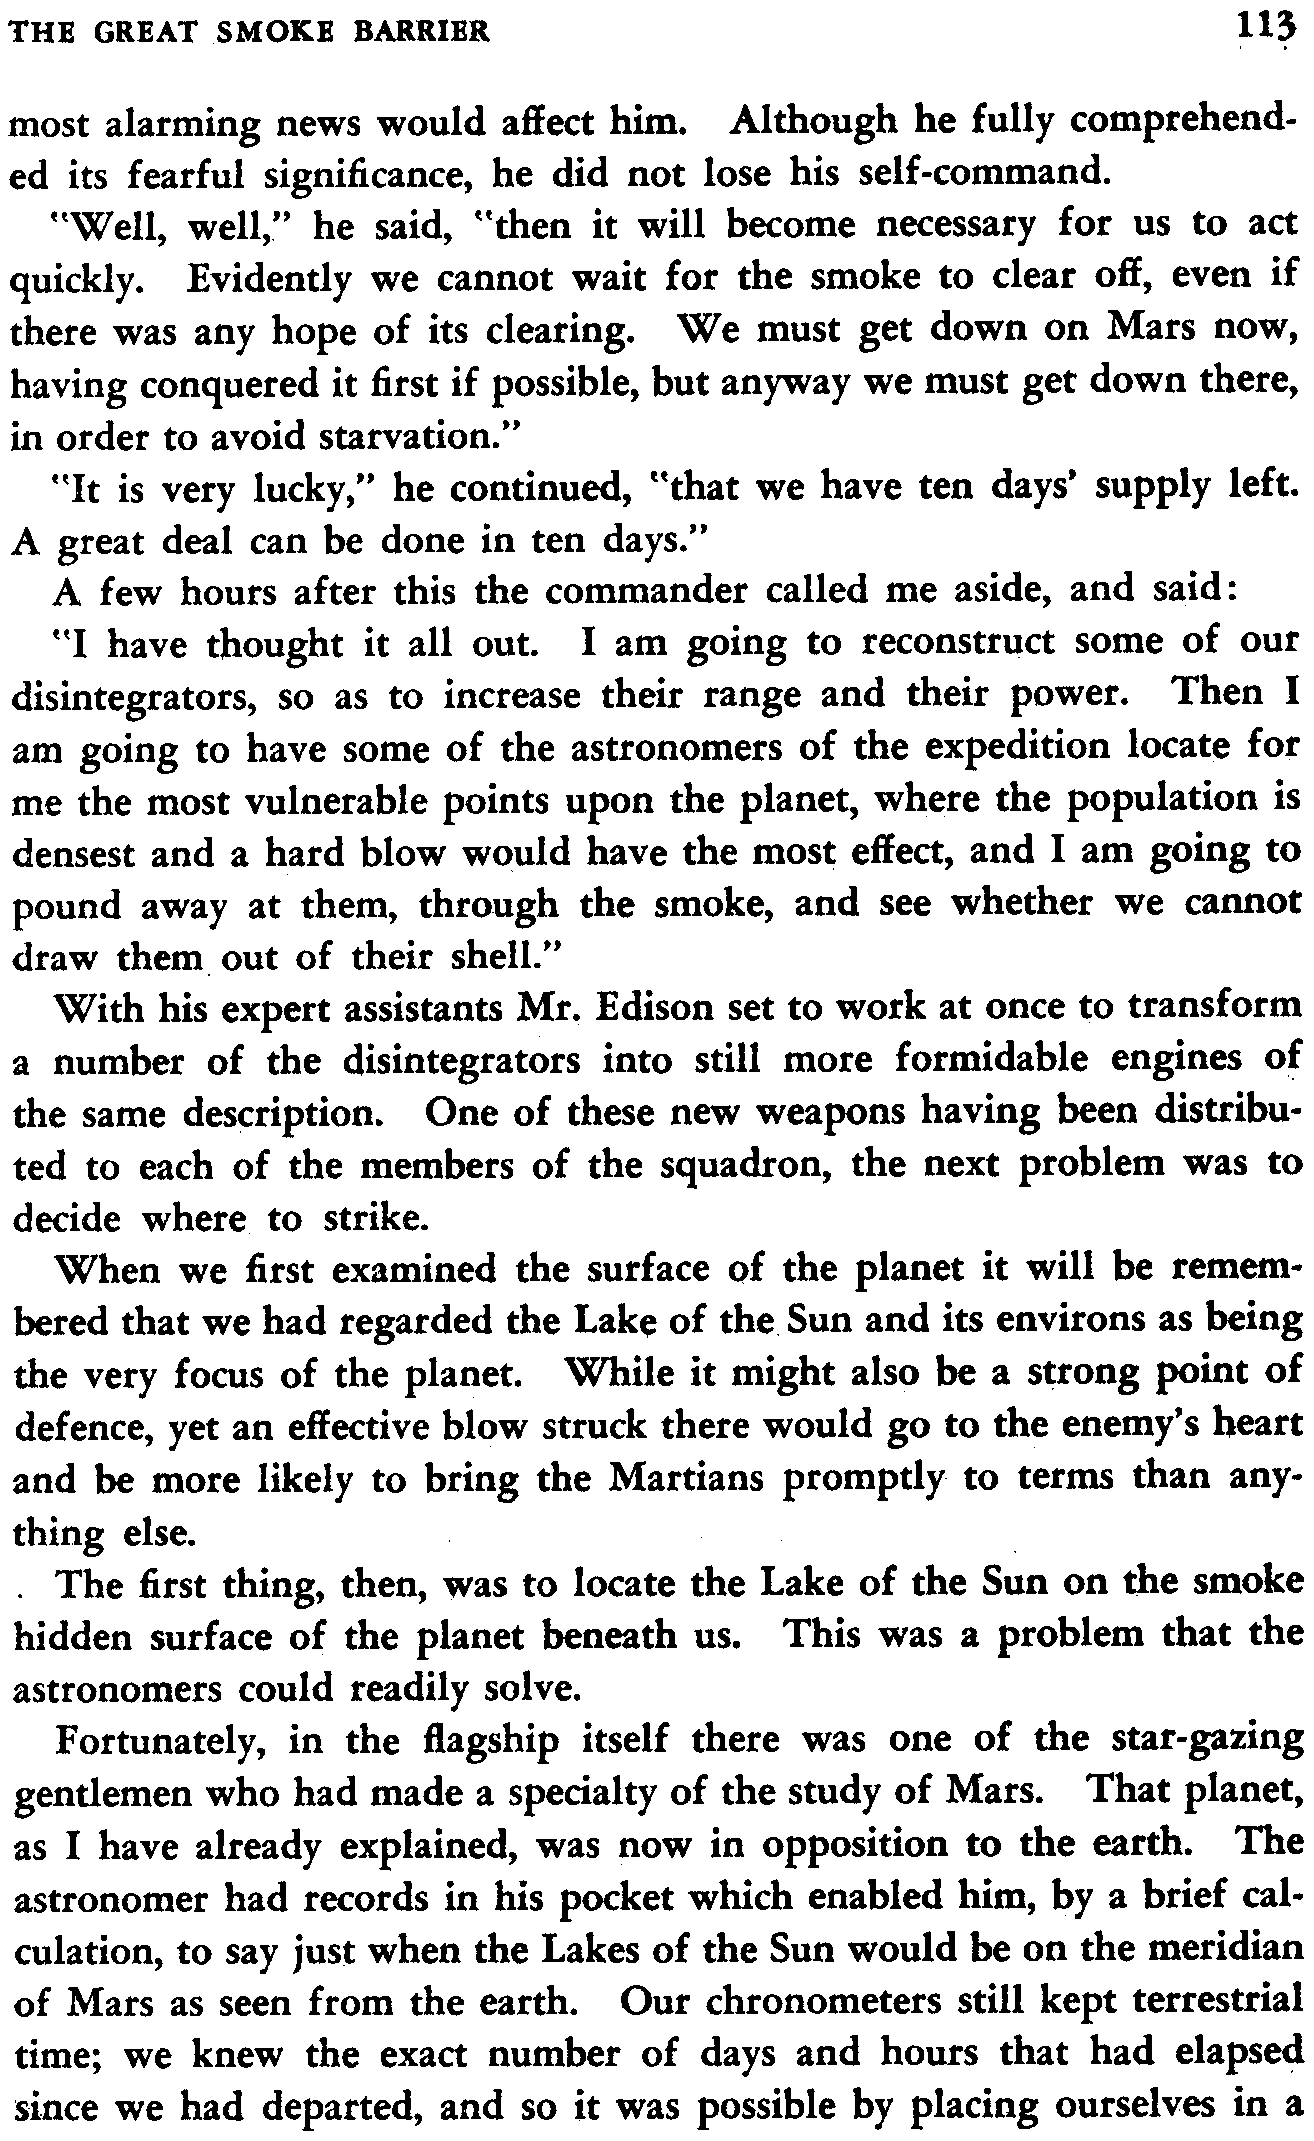 THE GREAT SMOKE BARRIER 113
most alarming news would affect him. Although he fully comprehend-
ed its fearful significance, he did not lose his self-command.
"Well, well," he said, "then it will become necessary for us to act
quickly. Evidently we cannot wait for the smoke to clear off, even if
there was any hope of its clearing. We must get down on Mars now,
having conquered it first if possible, but anyway we must get down there,
in order to avoid starvation."
"It is very lucky," he continued, "that we have ten days' supply left.
A great deal can be done in ten days."
A few hours after this the commander called me aside, and said:
"I have thought it all out. I am going to reconstruct some of our
disintegrators, so as to increase their range and their power. Then I
am going to have some of the astronomers of the expedition locate for
me the most vulnerable points upon the planet, where the population is
densest and a hard blow would have the most effect, and I am going to
pound away at them, through the smoke, and see whether we cannot
draw them out of their shell."
With his expert assistants Mr. Edison set to work at once to transform
a number of the disintegrators into still more formidable engines of
the same description. One of these new weapons having been distribu-
ted to each of the members of the squadron, the next problem was to
decide where to strike.
When we first examined the surface of the planet it will be remem-
bered that we had regarded the Lake of the Sun and its environs as being
the very focus of the planet. While it might also be a strong point of
defence, yet an effective blow struck there would go to the enemy's heart
and be more likely to bring the Martians promptly to terms than any-
thing else.
The first thing, then, was to locate the Lake of the Sun on the smoke
hidden surface of the planet beneath us. This was a problem that the
astronomers could readily solve.
Fortunately, in the flagship itself there was one of the star-gazing
gentlemen who had made a specialty of the study of Mars. That planet,
as I have already explained, was now in opposition to the earth. The
astronomer had records in his pocket which enabled him, by a brief cal-
culation, to say just when the Lakes of the Sun would be on the meridian
of Mars as seen from the earth. Our chronometers still kept terrestrial
time; we knew the exact number of days and hours that had elapsed
since we had departed, and so it was possible by placing ourselves in a